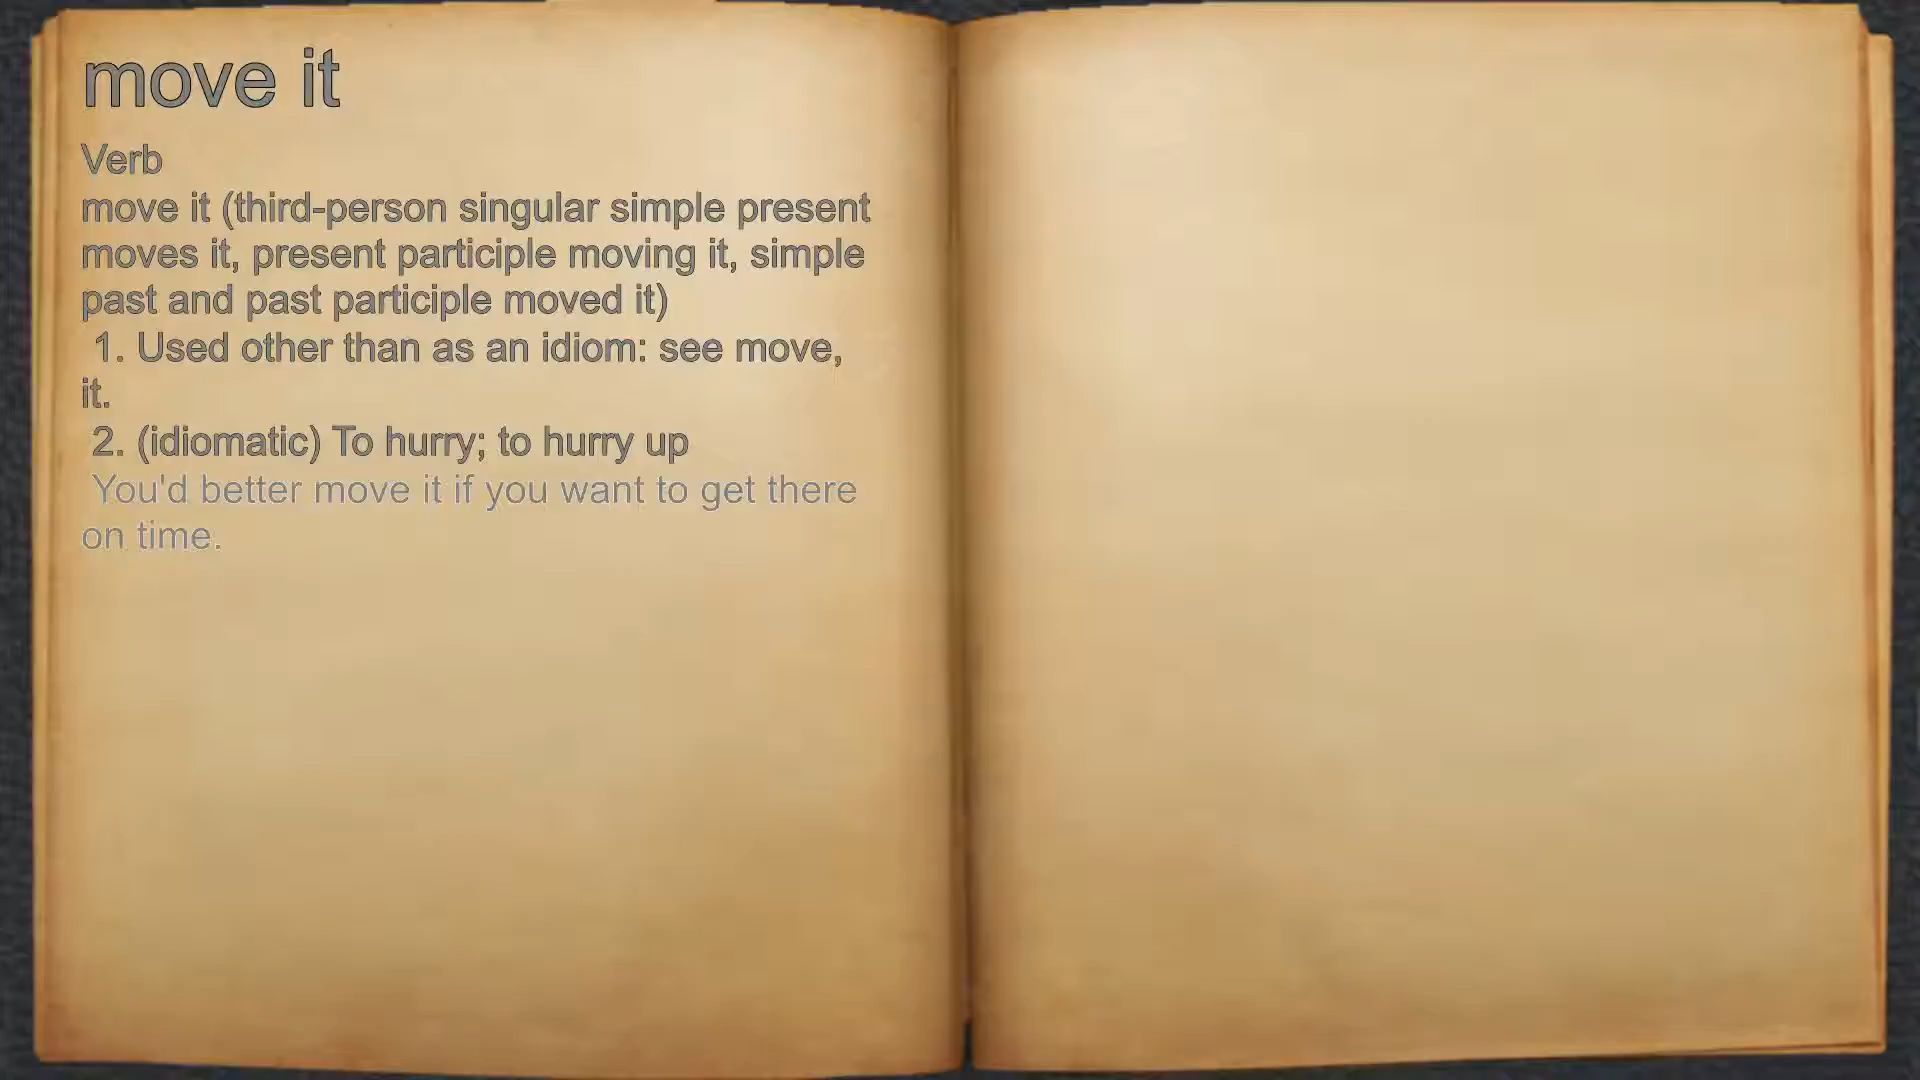 move it
Verb
move it (third-person singular simple present
moves it, present participle moving it, simple
past and past participle moved it)
1. Used other than as an idiom: see move,
it.
2. (idiomatic) To hurry; to hurry up
You'd better move it if you want to get there
on time.